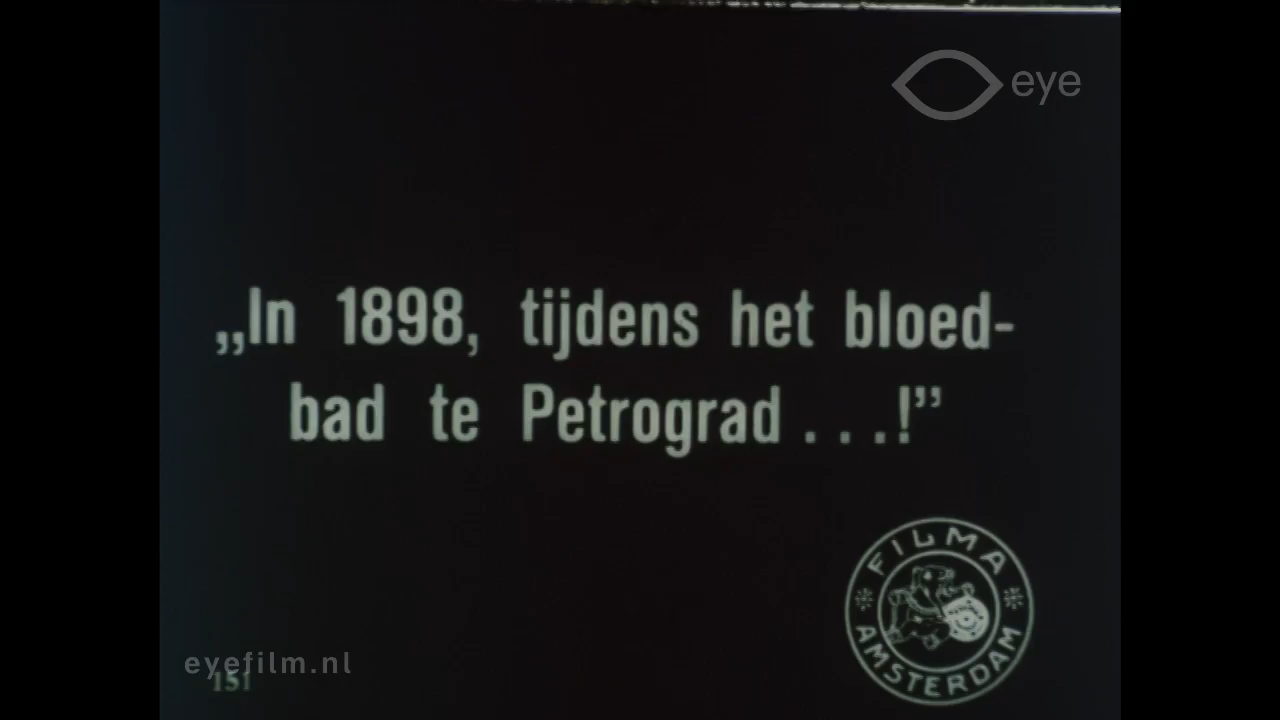 eye
„In 1898, tijdens het bloed-
bad te Petrograd . . .!”
FILMA
AMSTERDAM
eyefilm.nl
151